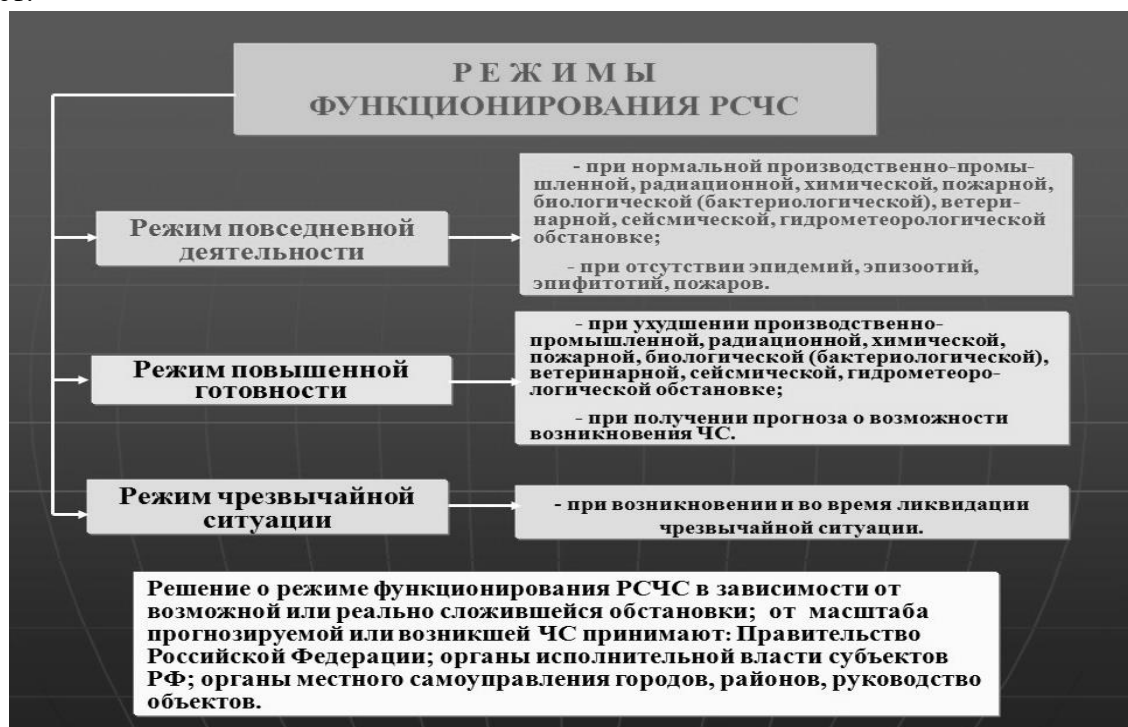 Р Е Ж И М Ы
ФУНКЦИОНИРОВАНИЯ РСЧС
Режим повседневной
деятельности
- при нормальной производственно-промы-
шленной, радиационной, химической, пожарной,
биологической (бактериологической), ветери-
нарной, сейсмической, гидрометеорологической
обстановке;
- при отсутствии эпидемий, эпизоотий,
эпифитотий, пожаров.
Режим повышенной
готовности
- при ухудшении производственно-
промышленной, радиационной, химической,
пожарной, биологической (бактериологической),
ветеринарной, сейсмической, гидрометеоро-
логической обстановке;
- при получении прогноза о возможности
возникновения ЧС.
Режим чрезвычайной
ситуации
- при возникновении и во время ликвидации
чрезвычайной ситуации.
Решение о режиме функционирования РСЧС в зависимости от
возможной или реально сложившейся обстановки; от масштаба
прогнозируемой или возникшей ЧС принимают: Правительство
Российской Федерации; органы исполнительной власти субъектов
РФ; органы местного самоуправления городов, районов, руководство
объектов.